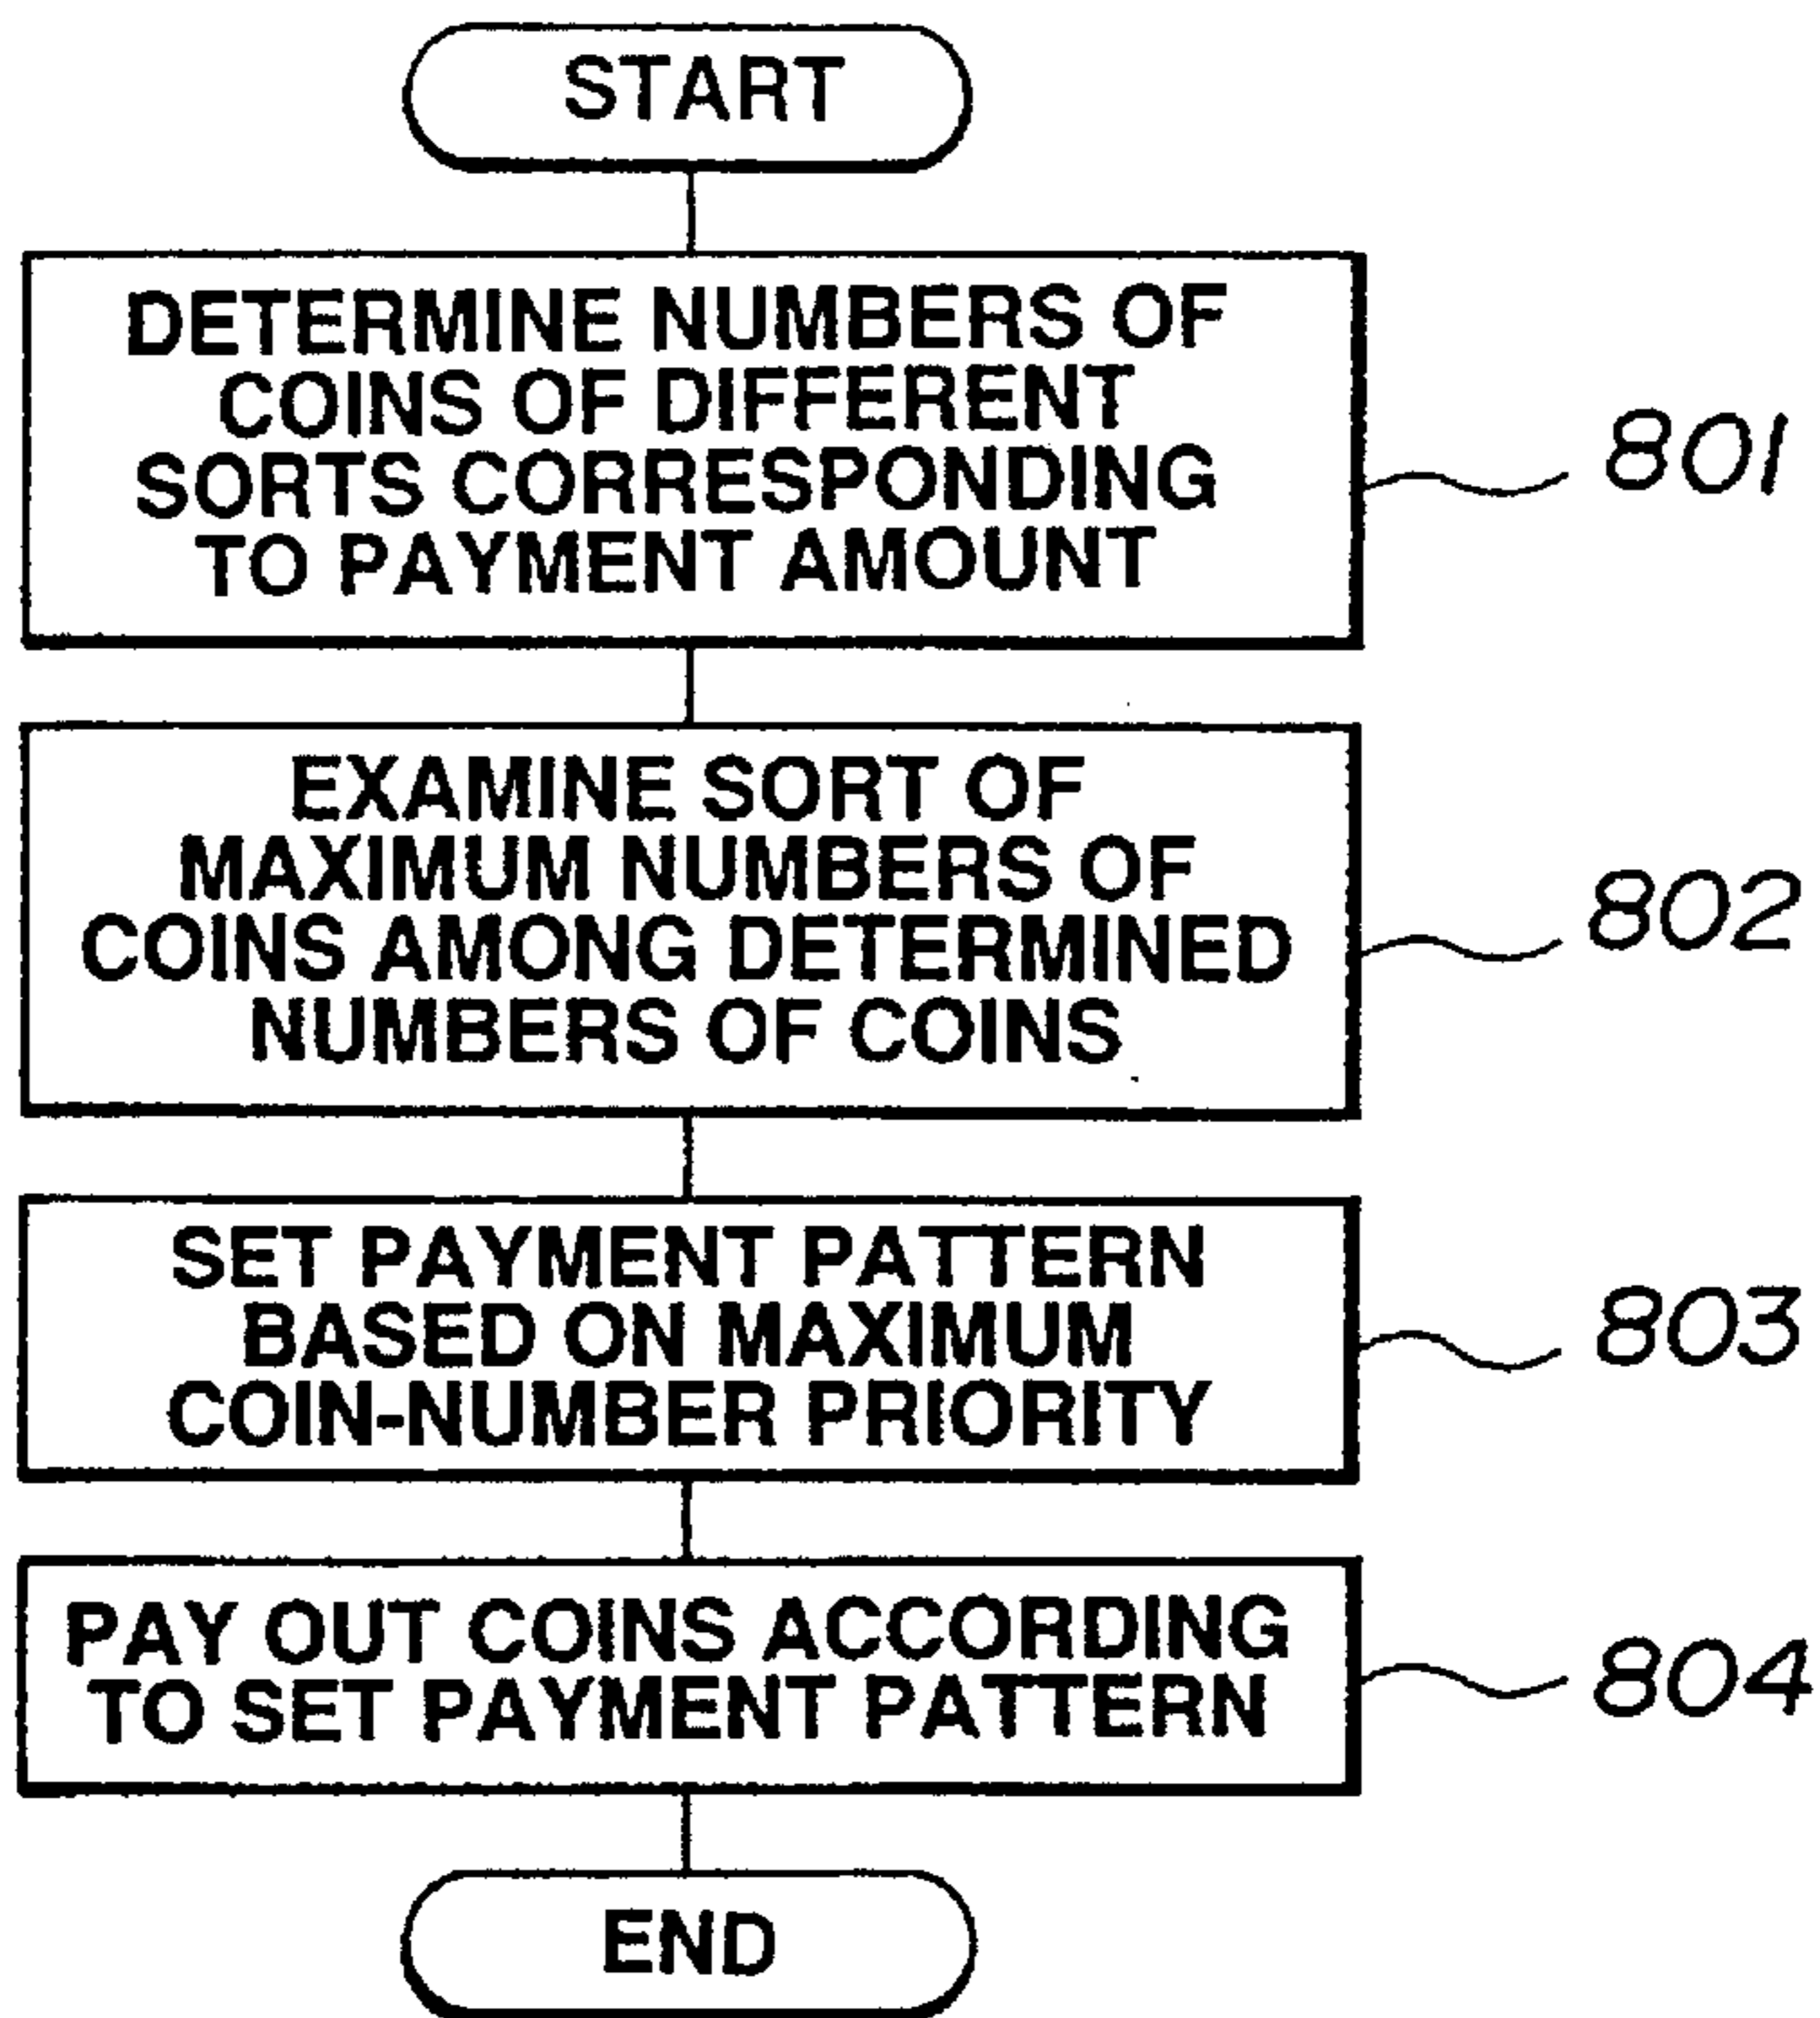 START
DETERMINE NUMBERS OF
COINS OF DIFFERENT
SORTS CORRESPONDING
TO PAYMENT AMOUNT
801
EXAMINE SORT OF
MAXIMUM NUMBERS OF
COINS AMONG DETERMINED
NUMBERS OF COINS
802
SET PAYMENT PATTERN
BASED ON MAXIMUM
COIN-NUMBER PRIORITY
803
PAY OUT COINS ACCORDING
TO SET PAYMENT PATTERN
804
END